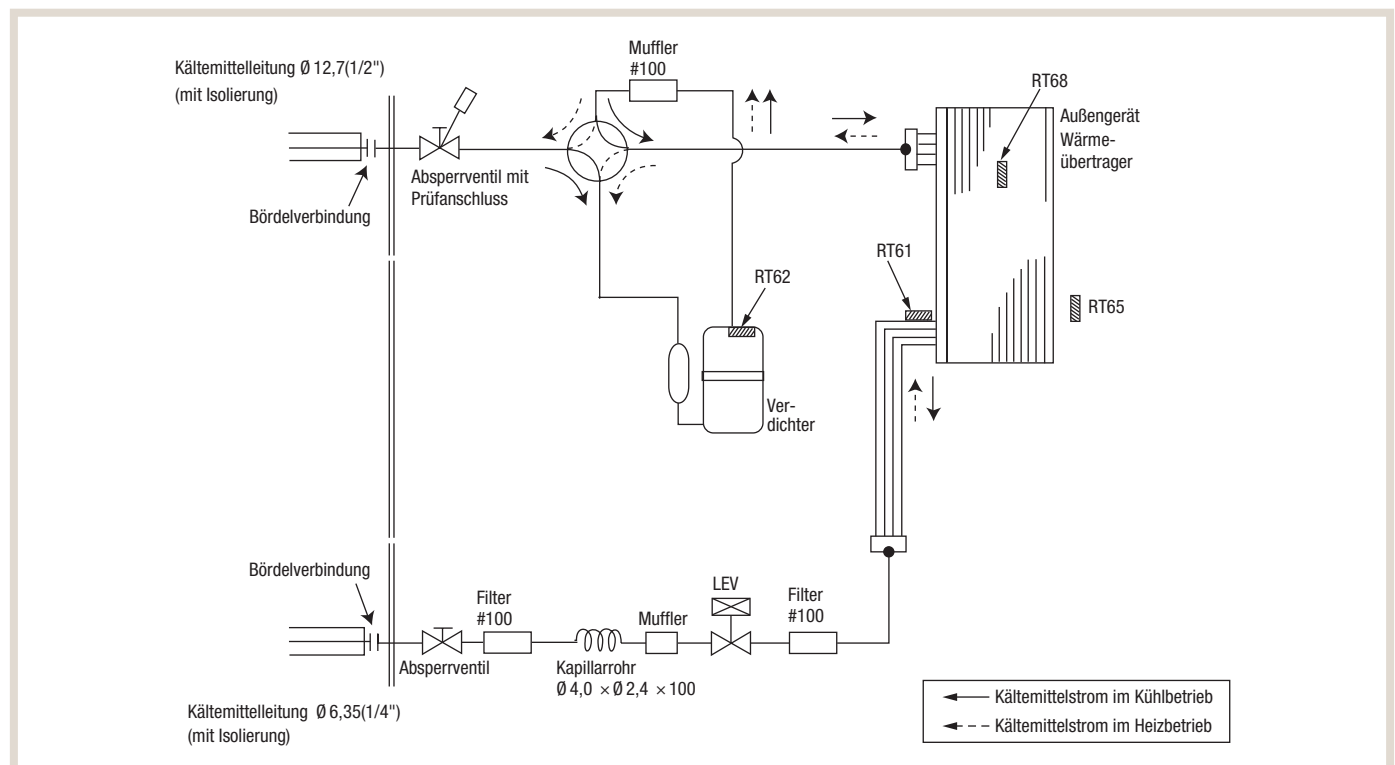 Kältemittelleitung Ø 12,7(1/2")
(mit Isolierung)
Muffler
#100
RT68
Außengerät
Wärme-
übertrager
Absperrventil mit
Prüfanschluss
Bördelverbindung
RT61
RT62
RT65
Ver-
dichter
Bördelverbindung
Filter
#100
Muffler
LEV
Filter
#100
Absperrventil
Kapillarrohr
Ø 4,0 × Ø 2,4 × 100
Kältemittelleitung Ø 6,35(1/4")
(mit Isolierung)
Kältemittelstrom im Kühlbetrieb
Kältemittelstrom im Heizbetrieb